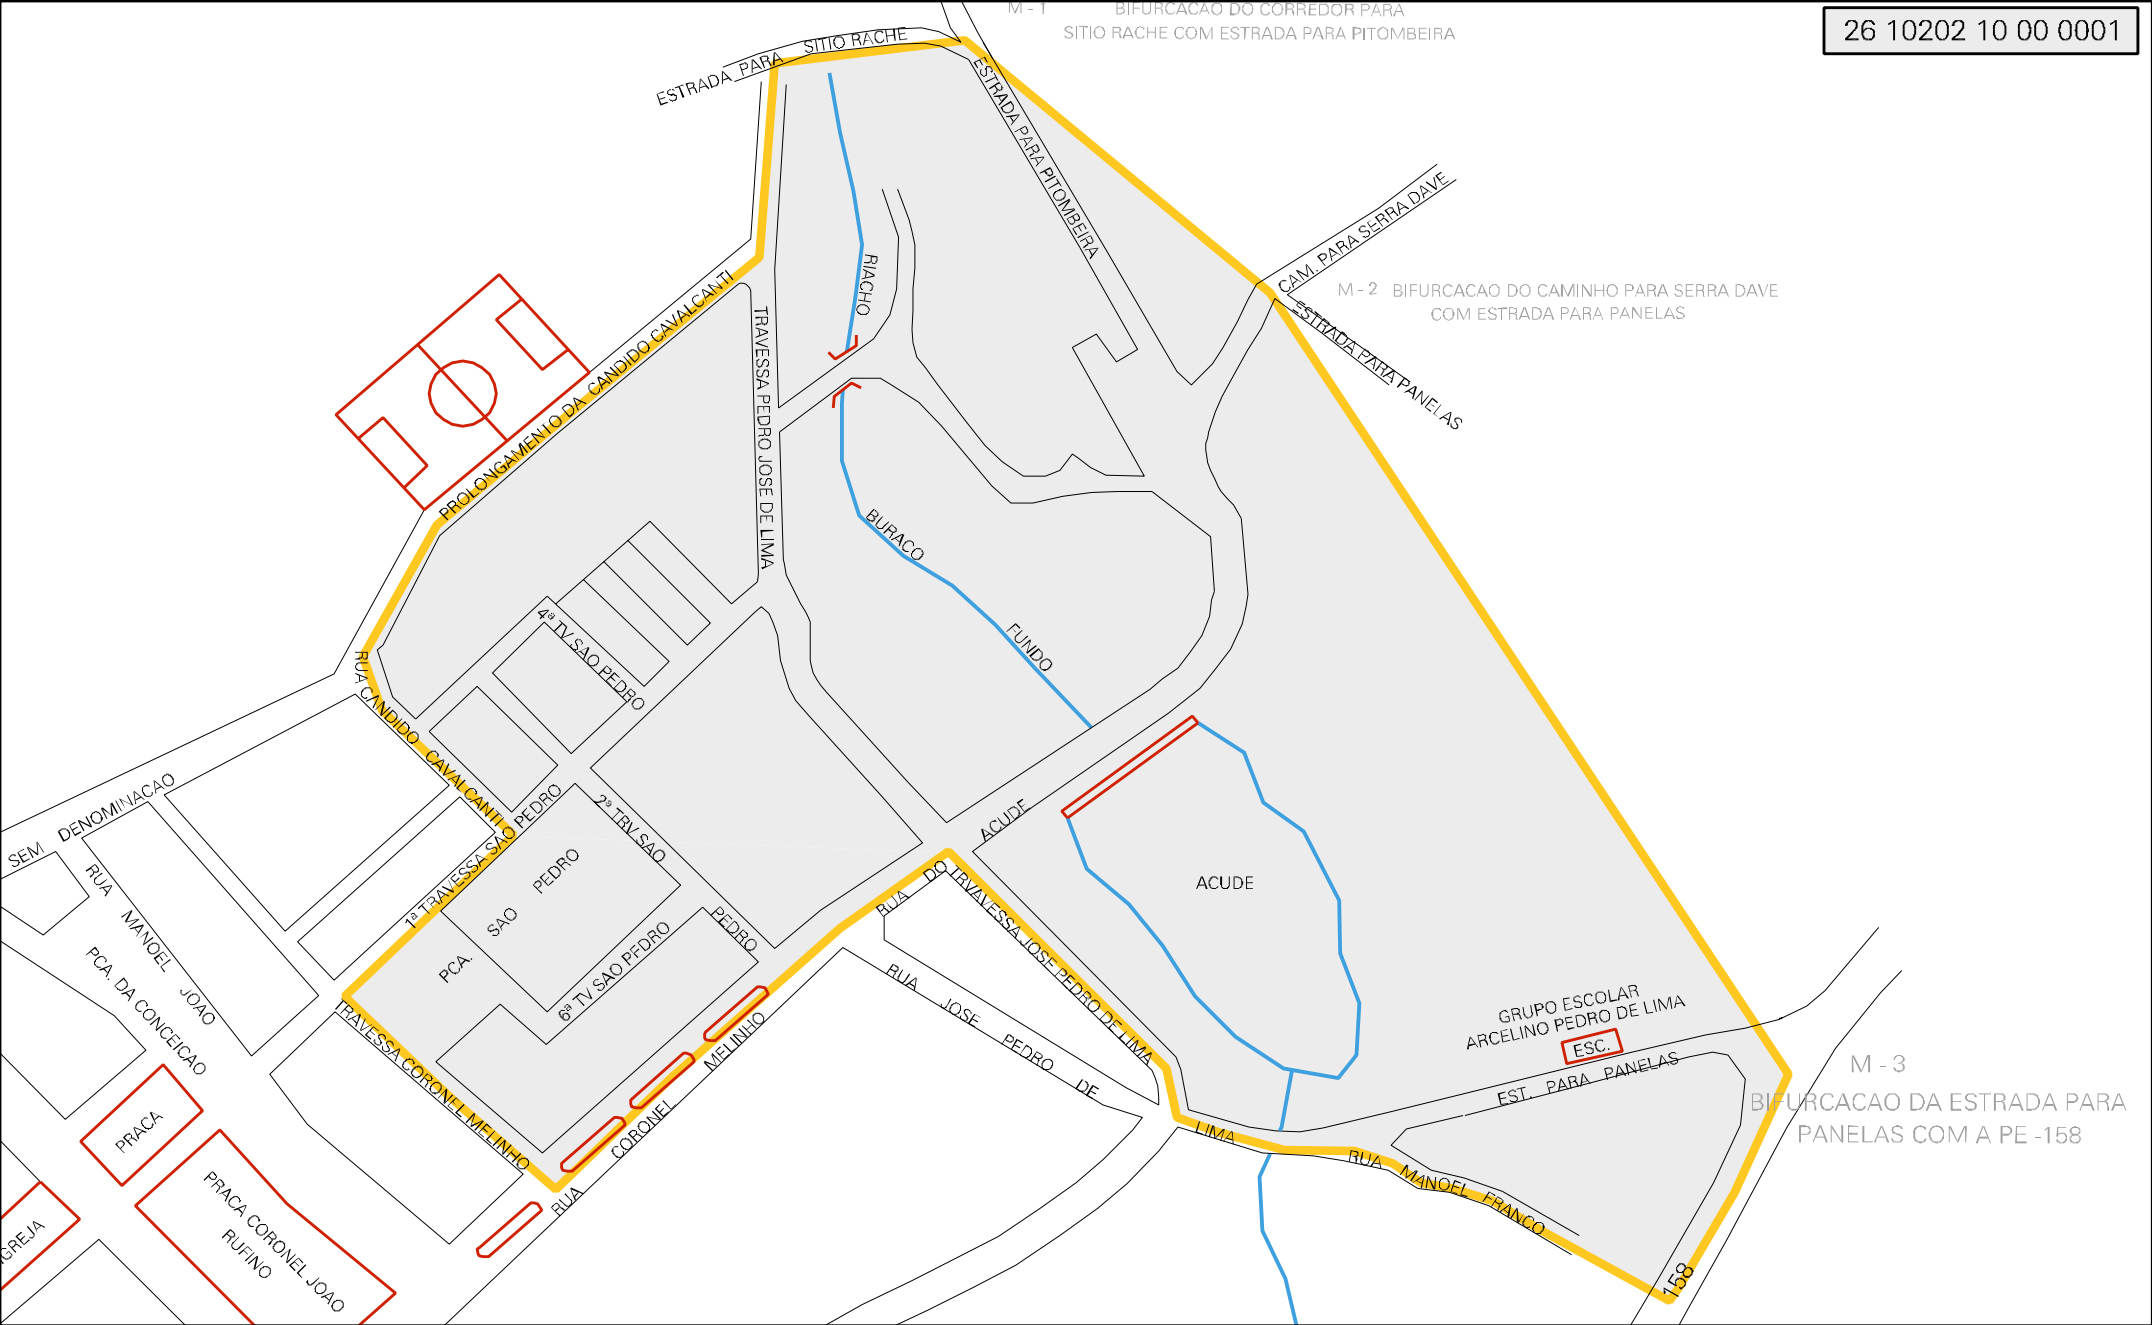 M - 1 BIFURCACAO DO CORREDOR PARA
SITIO RACHE COM ESTRADA PARA PITOMBEIRA
26 10202 10 00 0001
ESTRADA PARA SITIO RACHE
ESTRADA PARA PITOMBEIRA
CAM. PARA SERRA DAVE
M - 2 BIFURCACAO DO CAMINHO PARA SERRA DAVE
COM ESTRADA PARA PANELAS
ESTRADA PARA PANELAS
RIACHO
BURACO
FUNDO
PROLONGAMENTO DA CANDIDO CAVALCANTI
TRAVESSA PEDRO JOSE DE LIMA
4ª TV.SAO PEDRO
RUA CANDIDO CAVALCANTI
SEM DENOMINACAO
1ª TRAVESSA SAO PEDRO
2ª TRV SAO PEDRO
PCA. SAO PEDRO
6ª TV SAO PEDRO
RUA MANOEL JOAO
PCA. DA CONCEICAO
TRAVESSA CORONEL MELINHO
RUA CORONEL MELINHO
RUA DO ACUDE
ACUDE
TRVAVESSA JOSE PEDRO DE LIMA
RUA JOSE PEDRO DE LIMA
GRUPO ESCOLAR
ARCELINO PEDRO DE LIMA
ESC.
EST. PARA PANELAS
M - 3
BIFURCACAO DA ESTRADA PARA
PANELAS COM A PE -158
RUA MANOEL FRANCO
158
PRACA
PRACA CORONEL JOAO
RUFINO
GREJA